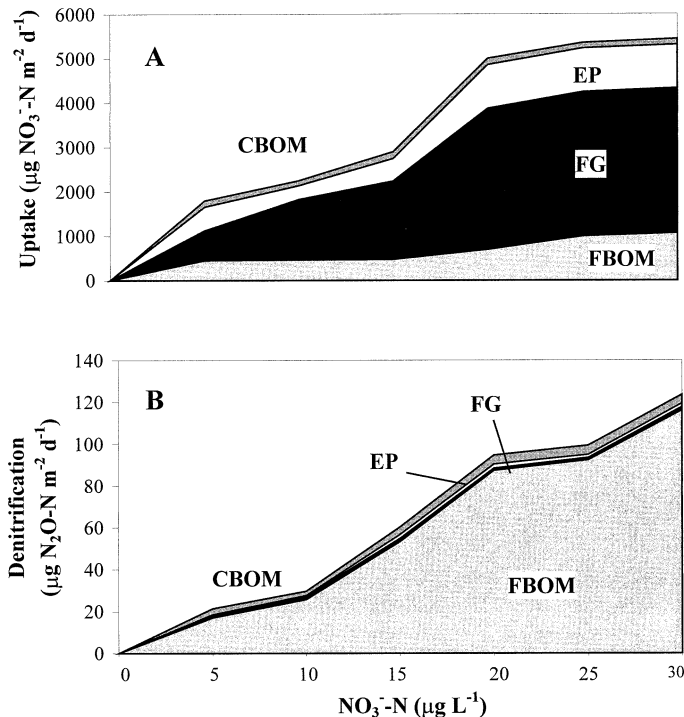 6000
5000
4000
3000
2000
1000
0
Uptake (µg NO₃⁻-N m⁻² d⁻¹)
A
CBOM
EP
FG
FBOM
140
120
100
80
60
40
20
0
Denitrification
(µg N₂O-N m⁻² d⁻¹)
B
FG
EP
CBOM
FBOM
0 5 10 15 20 25 30
NO₃⁻-N (µg L⁻¹)